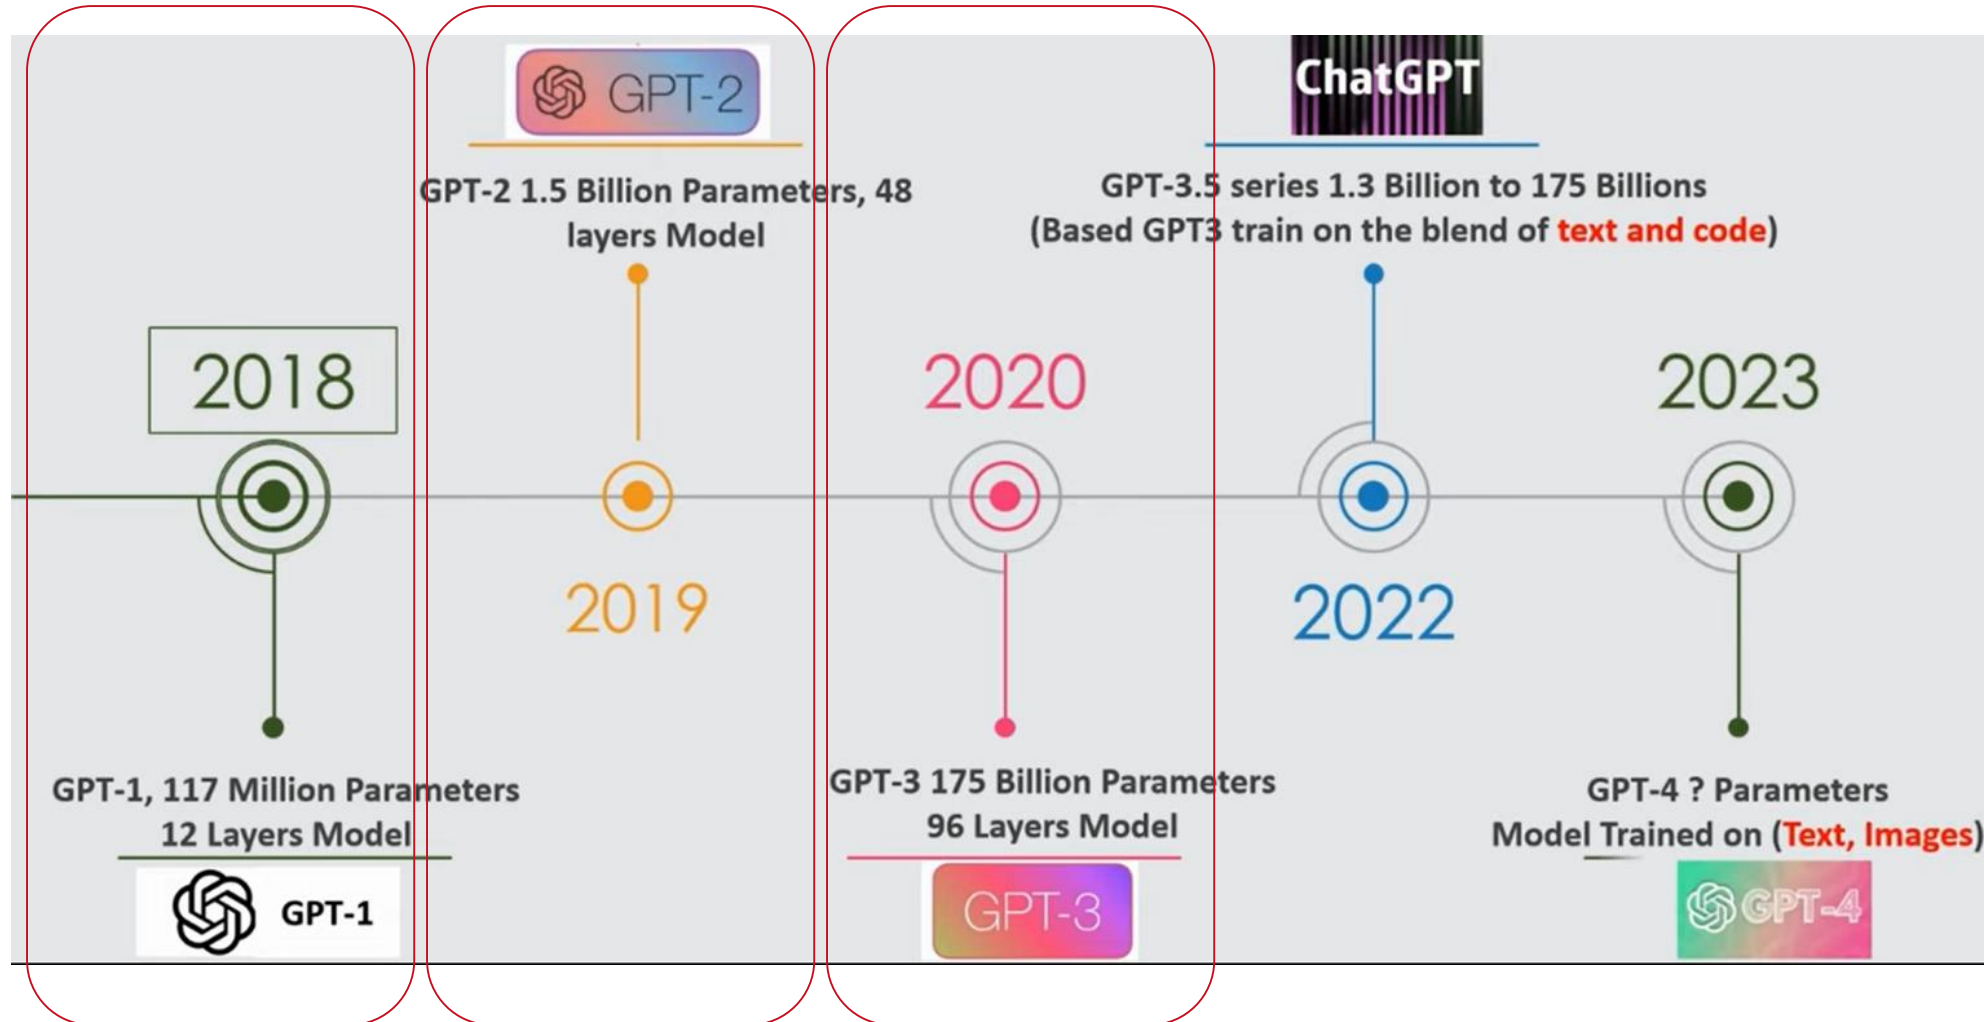 GPT-2
GPT-2 1.5 Billion Parameters, 48
layers Model
ChatGPT
GPT-3.5 series 1.3 Billion to 175 Billions
(Based GPT3 train on the blend of text and code)
2018
2019
2020
2022
2023
GPT-1, 117 Million Parameters
12 Layers Model
GPT-1
GPT-3 175 Billion Parameters
96 Layers Model
GPT-3
GPT-4 ? Parameters
Model Trained on (Text, Images)
GPT-4